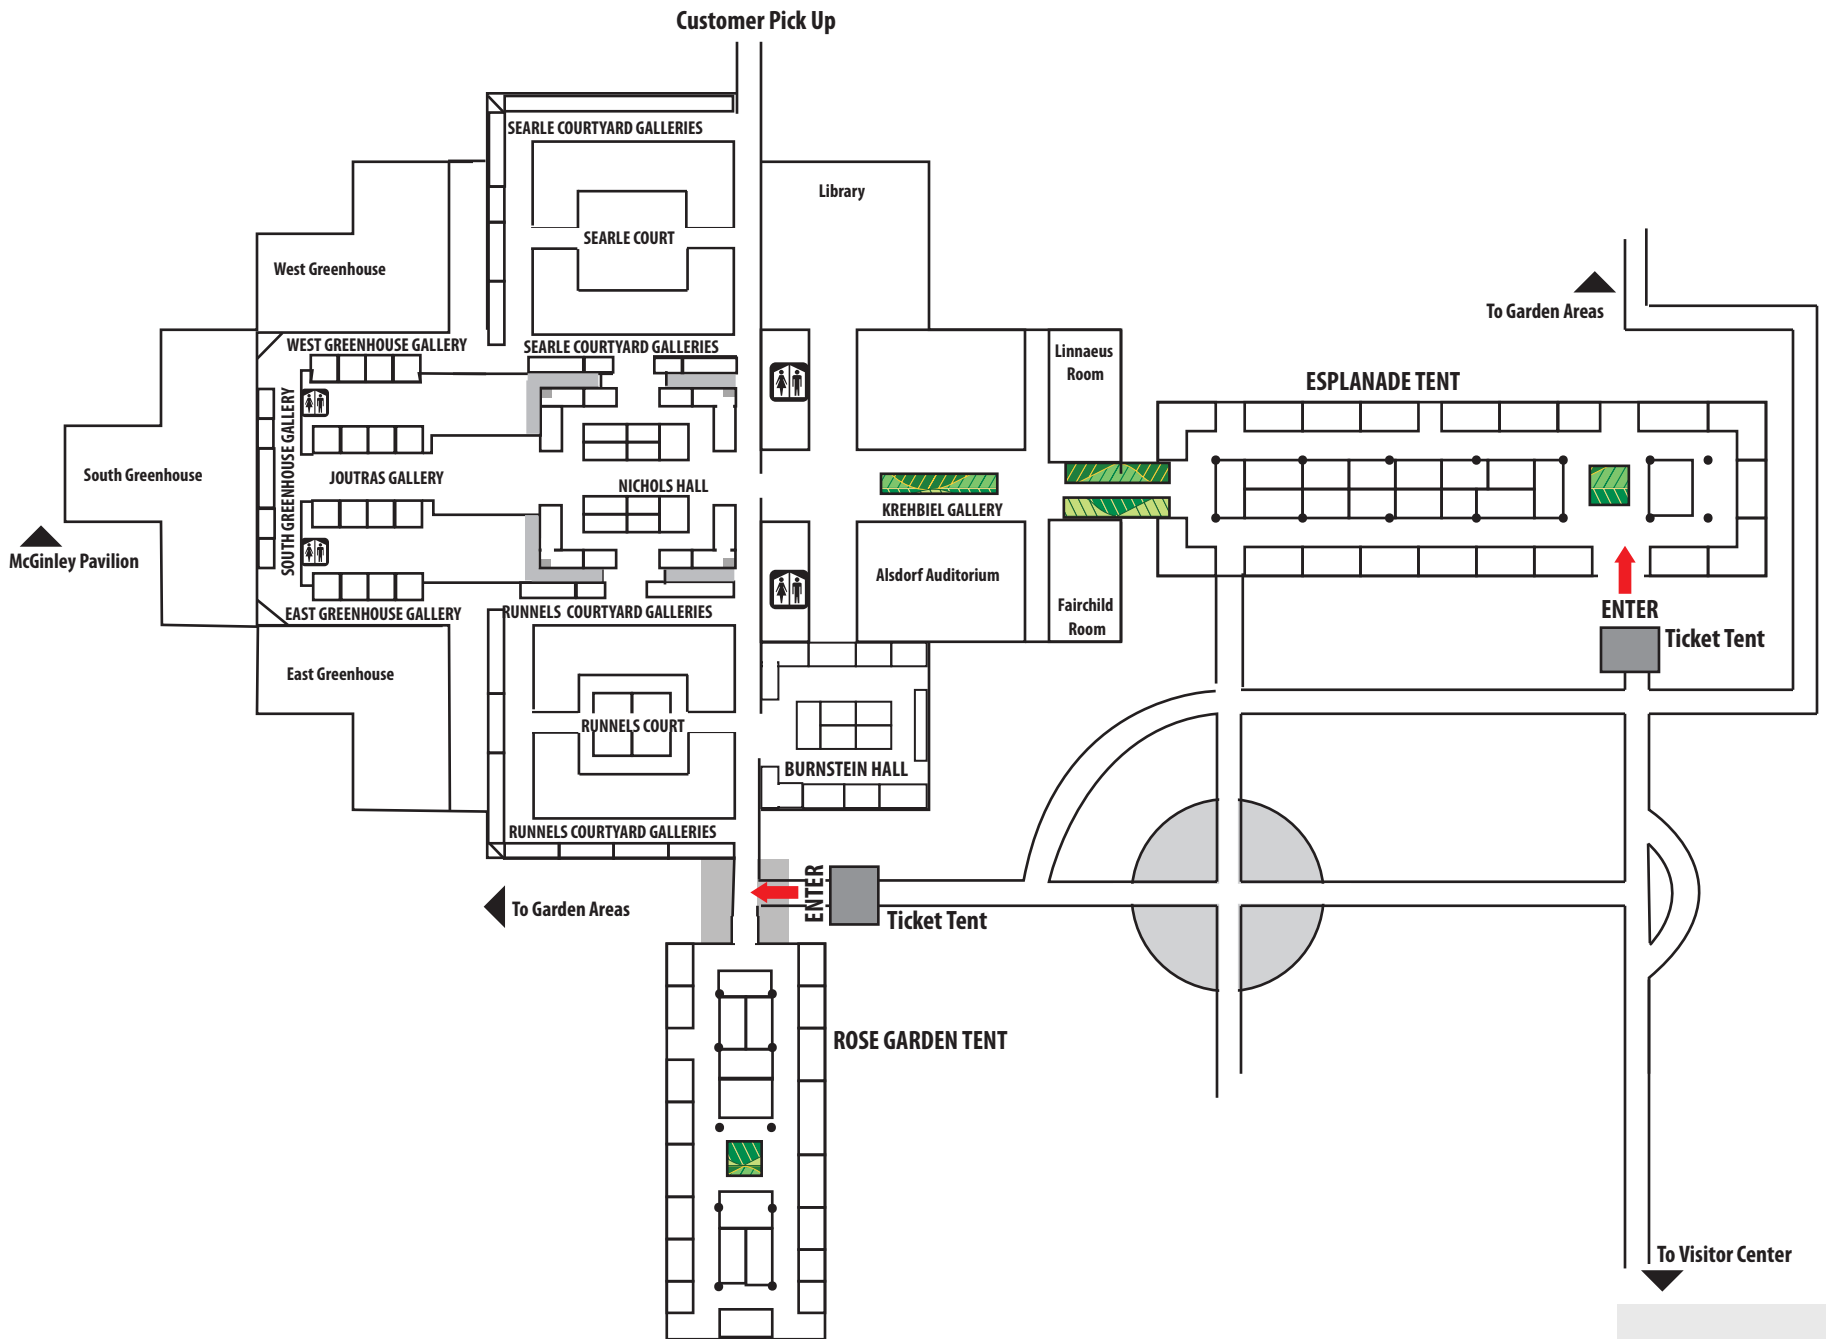 Customer Pick Up
SEARLE COURTYARD GALLERIES
Library
SEARLE COURT
West Greenhouse
To Garden Areas
WEST GREENHOUSE GALLERY
SEARLE COURTYARD GALLERIES
Linnaeus
Room
ESPLANADE TENT
SOUTH GREENHOUSE GALLERY
South Greenhouse
JOUTRAS GALLERY
NICHOLS HALL
KREHBIEL GALLERY
McGinley Pavilion
Alsdorf Auditorium
Fairchild
Room
ENTER
Ticket Tent
EAST GREENHOUSE GALLERY
RUNNELS COURTYARD GALLERIES
East Greenhouse
RUNNELS COURT
BURNSTEIN HALL
RUNNELS COURTYARD GALLERIES
To Garden Areas
ENTER
Ticket Tent
ROSE GARDEN TENT
To Visitor Center